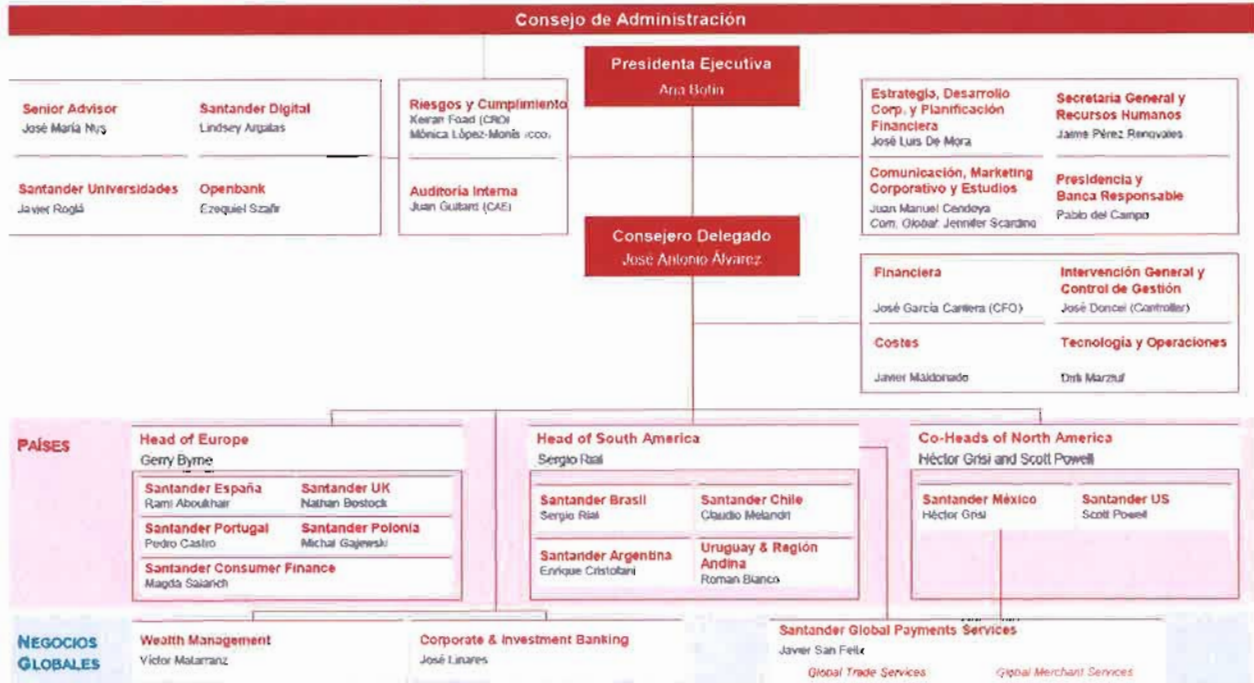 Consejo de Administración
Presidenta Ejecutiva
Ana Botín
Senior Advisor
José María Nus
Santander Digital
Lindsey Argalas
Santander Universidades
Javier Roglá
Openbank
Ezequiel Szafir
Riesgos y Cumplimiento
Keiran Foad (CRO)
Mónica López-Monís (CCO)
Auditoría Interna
Juan Guitard (CAE)
Estrategia, Desarrollo
Corp. y Planificación
Financiera
José Luis De Mora
Secretaria General y
Recursos Humanos
Jaime Pérez Renovales
Comunicación, Marketing
Corporativo y Estudios
Juan Manuel Cendoya
Com. Global: Jennifer Scardino
Presidencia y
Banca Responsable
Pablo del Campo
Consejero Delegado
José Antonio Álvarez
Financiera
José García Cantera (CFO)
Intervención General y
Control de Gestión
José Doncel (Controller)
Costes
Javier Maldonado
Tecnología y Operaciones
Dirk Marzluf
PAÍSES
Head of Europe
Gerry Byrne
Santander España
Rami Aboukhair
Santander UK
Nathan Bostock
Santander Portugal
Pedro Castro
Santander Polonia
Michal Gajewski
Santander Consumer Finance
Magda Salarich
Head of South America
Sergio Rial
Santander Brasil
Sergio Rial
Santander Chile
Claudio Melandri
Santander Argentina
Enrique Cristofani
Uruguay & Región
Andina
Roman Blanco
Co-Heads of North America
Héctor Grisi and Scott Powell
Santander México
Héctor Grisi
Santander US
Scott Powell
NEGOCIOS
GLOBALES
Wealth Management
Víctor Matarranz
Corporate & Investment Banking
José Linares
Santander Global Payments Services
Javier San Felix
Global Trade Services
Global Merchant Services